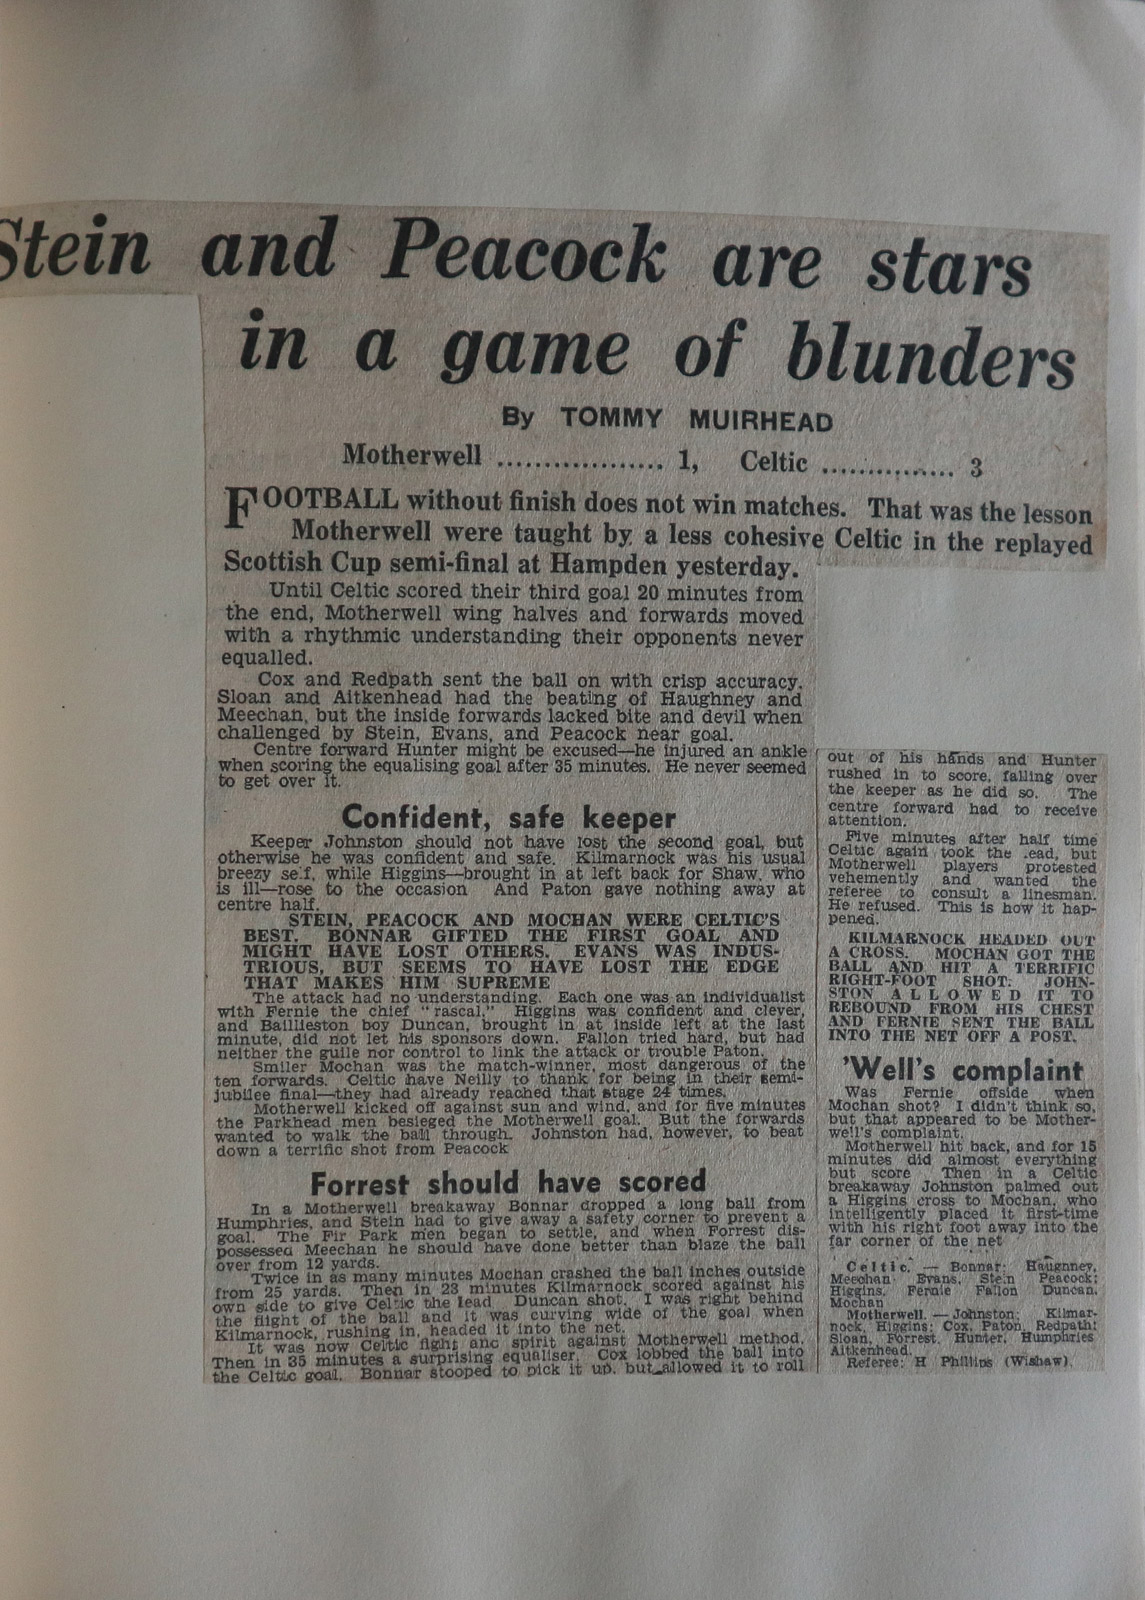 Stein and Peacock are stars
in a game of blunders
By TOMMY MUIRHEAD
Motherwell .................. 1, Celtic ............... 3
FOOTBALL without finish does not win matches. That was the lesson
Motherwell were taught by a less cohesive Celtic in the replayed
Scottish Cup semi-final at Hampden yesterday.
Until Celtic scored their third goal 20 minutes from
the end, Motherwell wing halves and forwards moved
with a rhythmic understanding their opponents never
equalled.
Cox and Redpath sent the ball on with crisp accuracy.
Sloan and Aitkenhead had the beating of Haughney and
Meechan, but the inside forwards lacked bite and devil when
challenged by Stein, Evans, and Peacock near goal.
Centre forward Hunter might be excused—he injured an ankle
when scoring the equalising goal after 35 minutes. He never seemed
to get over it.
Confident, safe keeper
Keeper Johnston should not have lost the second goal, but
otherwise he was confident and safe. Kilmarnock was his usual
breezy self, while Higgins—brought in at left back for Shaw, who
is ill—rose to the occasion And Paton gave nothing away at
centre half.
STEIN, PEACOCK AND MOCHAN WERE CELTIC'S
BEST. BONNAR GIFTED THE FIRST GOAL AND
MIGHT HAVE LOST OTHERS. EVANS WAS INDUS-
TRIOUS, BUT SEEMS TO HAVE LOST THE EDGE
THAT MAKES HIM SUPREME
The attack had no understanding. Each one was an individualist
with Fernie the chief "rascal." Higgins was confident and clever,
and Baillieston boy Duncan, brought in at inside left at the last
minute, did not let his sponsors down. Fallon tried hard, but had
neither the guile nor control to link the attack or trouble Paton.
Smiler Mochan was the match-winner, most dangerous of the
ten forwards. Celtic have Neilly to thank for being in their semi-
jubilee final—they had already reached that stage 24 times.
Motherwell kicked off against sun and wind, and for five minutes
the Parkhead men besieged the Motherwell goal. But the forwards
wanted to walk the ball through. Johnston had, however, to beat
down a terrific shot from Peacock
Forrest should have scored
In a Motherwell breakaway Bonnar dropped a long ball from
Humphries, and Stein had to give away a safety corner to prevent a
goal. The Fir Park men began to settle, and when Forrest dis-
possessed Meechan he should have done better than blaze the ball
over from 12 yards.
Twice in as many minutes Mochan crashed the ball inches outside
from 25 yards. Then in 23 minutes Kilmarnock scored against his
own side to give Celtic the lead Duncan shot. I was right behind
the flight of the ball and it was curving wide of the goal when
Kilmarnock, rushing in, headed it into the net.
It was now Celtic fight and spirit against Motherwell method.
Then in 35 minutes a surprising equaliser. Cox lobbed the ball into
the Celtic goal. Bonnar stooped to pick it up, but allowed it to roll
out of his hands and Hunter
rushed in to score, falling over
the keeper as he did so. The
centre forward had to receive
attention.
Five minutes after half time
Celtic again took the lead, but
Motherwell players protested
vehemently and wanted the
referee to consult a linesman.
He refused. This is how it hap-
pened.
KILMARNOCK HEADED OUT
A CROSS. MOCHAN GOT THE
BALL AND HIT A TERRIFIC
RIGHT-FOOT SHOT. JOHN-
STON ALLOWED IT TO
REBOUND FROM HIS CHEST
AND FERNIE SENT THE BALL
INTO THE NET OFF A POST.
'Well's complaint
Was Fernie offside when
Mochan shot? I didn't think so,
but that appeared to be Mother-
well's complaint.
Motherwell hit back, and for 15
minutes did almost everything
but score Then in a Celtic
breakaway Johnston palmed out
a Higgins cross to Mochan, who
intelligently placed it first-time
with his right foot away into the
far corner of the net
Celtic. — Bonnar; Haughney,
Meechan Evans, Stein Peacock;
Higgins, Fernie Fallon Duncan,
Mochan
Motherwell. — Johnston; Kilmar-
nock, Higgins; Cox, Paton, Redpath;
Sloan, Forrest, Hunter, Humphries
Aitkenhead.
Referee: H Phillips (Wishaw).